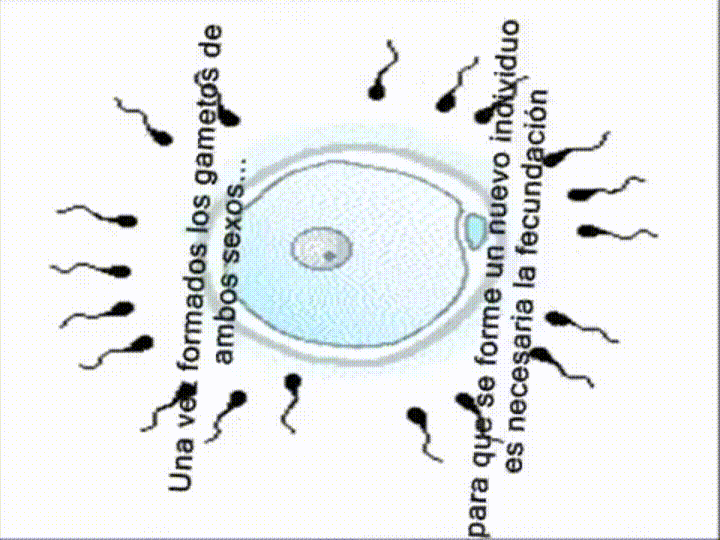 Una vez formados los gametos de
ambos sexos...
para que se forme un nuevo individuo
es necesaria la fecundación